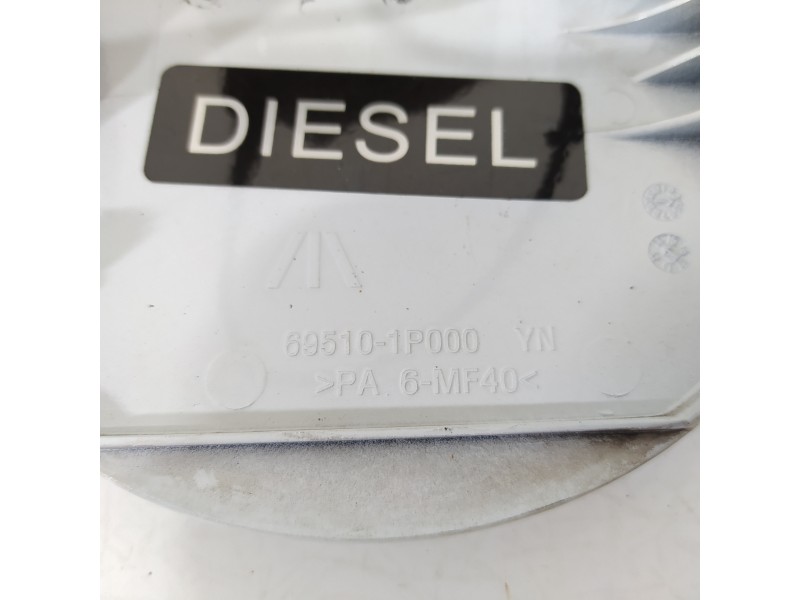 DIESEL
69510-1P000 YN
>PA 6-MF40<